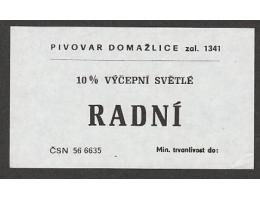 PIVOVAR DOMAŽLICE zal. 1341
10% VÝČEPNÍ SVĚTLÉ
RADNÍ
ČSN 56 6635 Min. trvanlivost do: